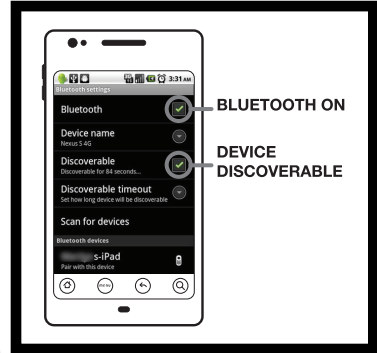 3:31 AM
Bluetooth settings
Bluetooth
BLUETOOTH ON
Device name
Nexus S 4G
DEVICE
DISCOVERABLE
Discoverable
Discoverable for 84 seconds...
Discoverable timeout
Set how long device will be discoverable
Scan for devices
Bluetooth devices
s-iPad
Pair with this device
MENU